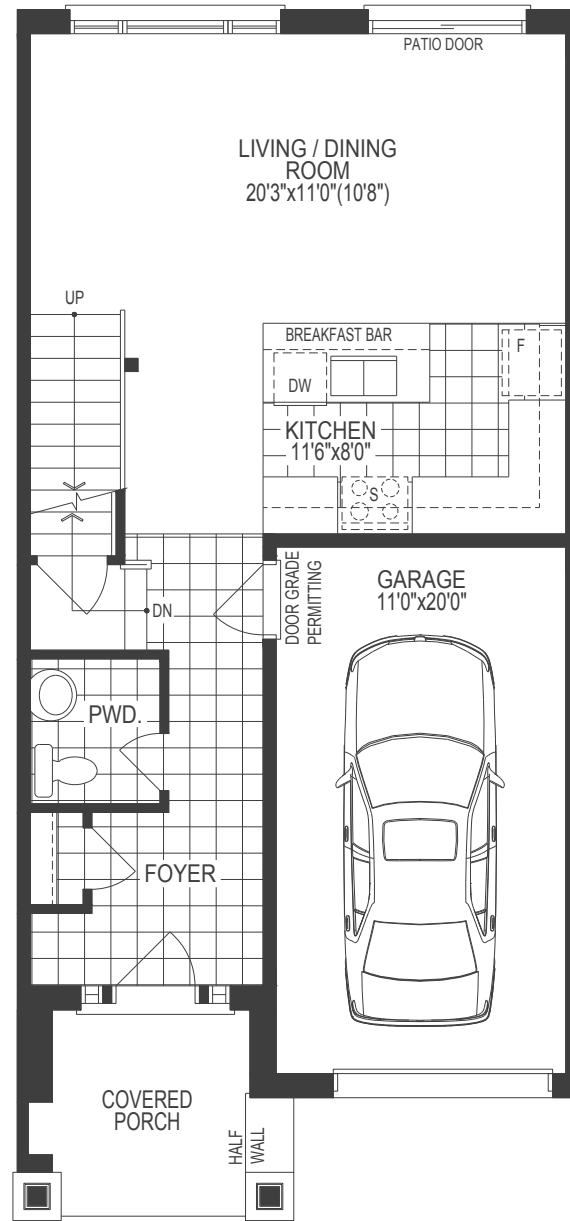 PATIO DOOR
LIVING / DINING
ROOM
20'3"x11'0"(10'8")
UP
BREAKFAST BAR
F
DW
KITCHEN
11'6"x8'0"
S
DN
DOOR GRADE
PERMITTING
GARAGE
11'0"x20'0"
PWD.
FOYER
COVERED
PORCH
HALF
WALL